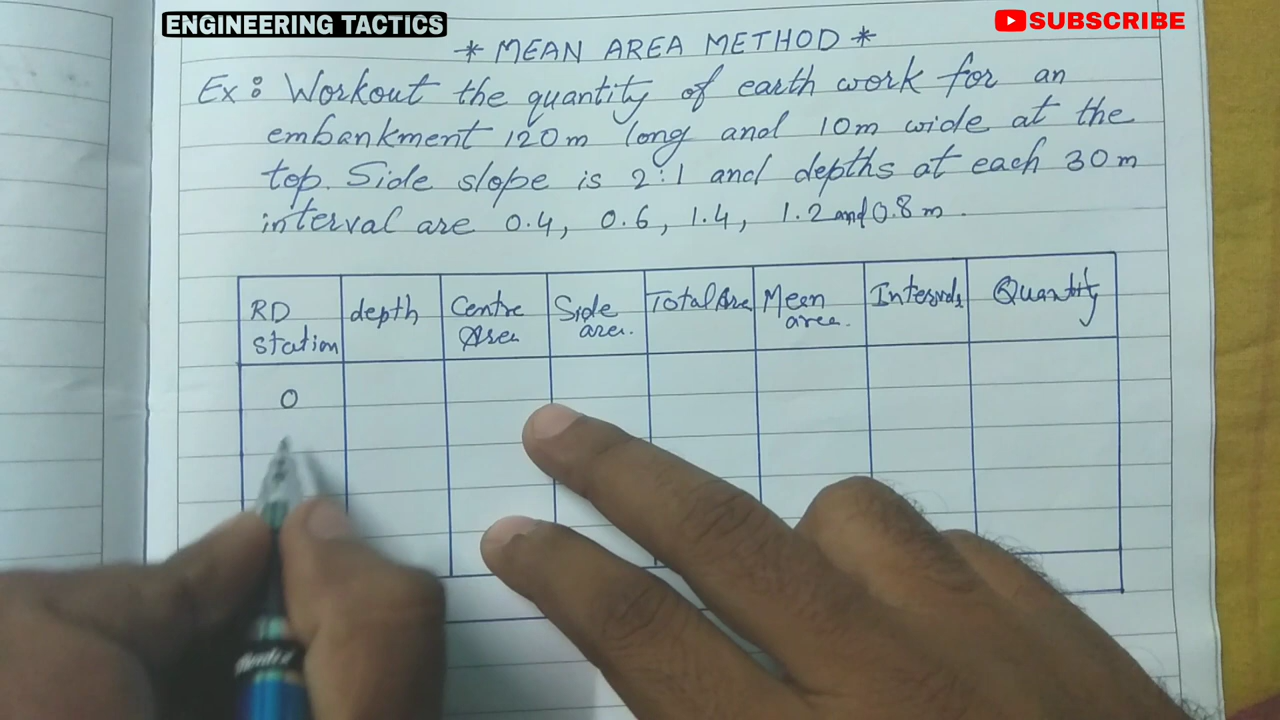 ENGINEERING TACTICS
SUBSCRIBE
* MEAN AREA METHOD *
Ex: Workout the quantity of earth work for an
embankment 120m long and 10m wide at the
top. Side slope is 2:1 and depths at each 30m
interval are 0.4, 0.6, 1.4, 1.2 and 0.8 m.
RD station
depth
Centre Area
Side area.
Total Area
Mean area.
Intervals
Quantity
0